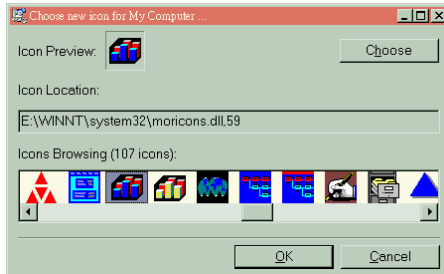 Choose new icon for My Computer ...
Icon Preview:
Choose
Icon Location:
E:\WINNT\system32\moricons.dll,59
Icons Browsing (107 icons):
OK
Cancel